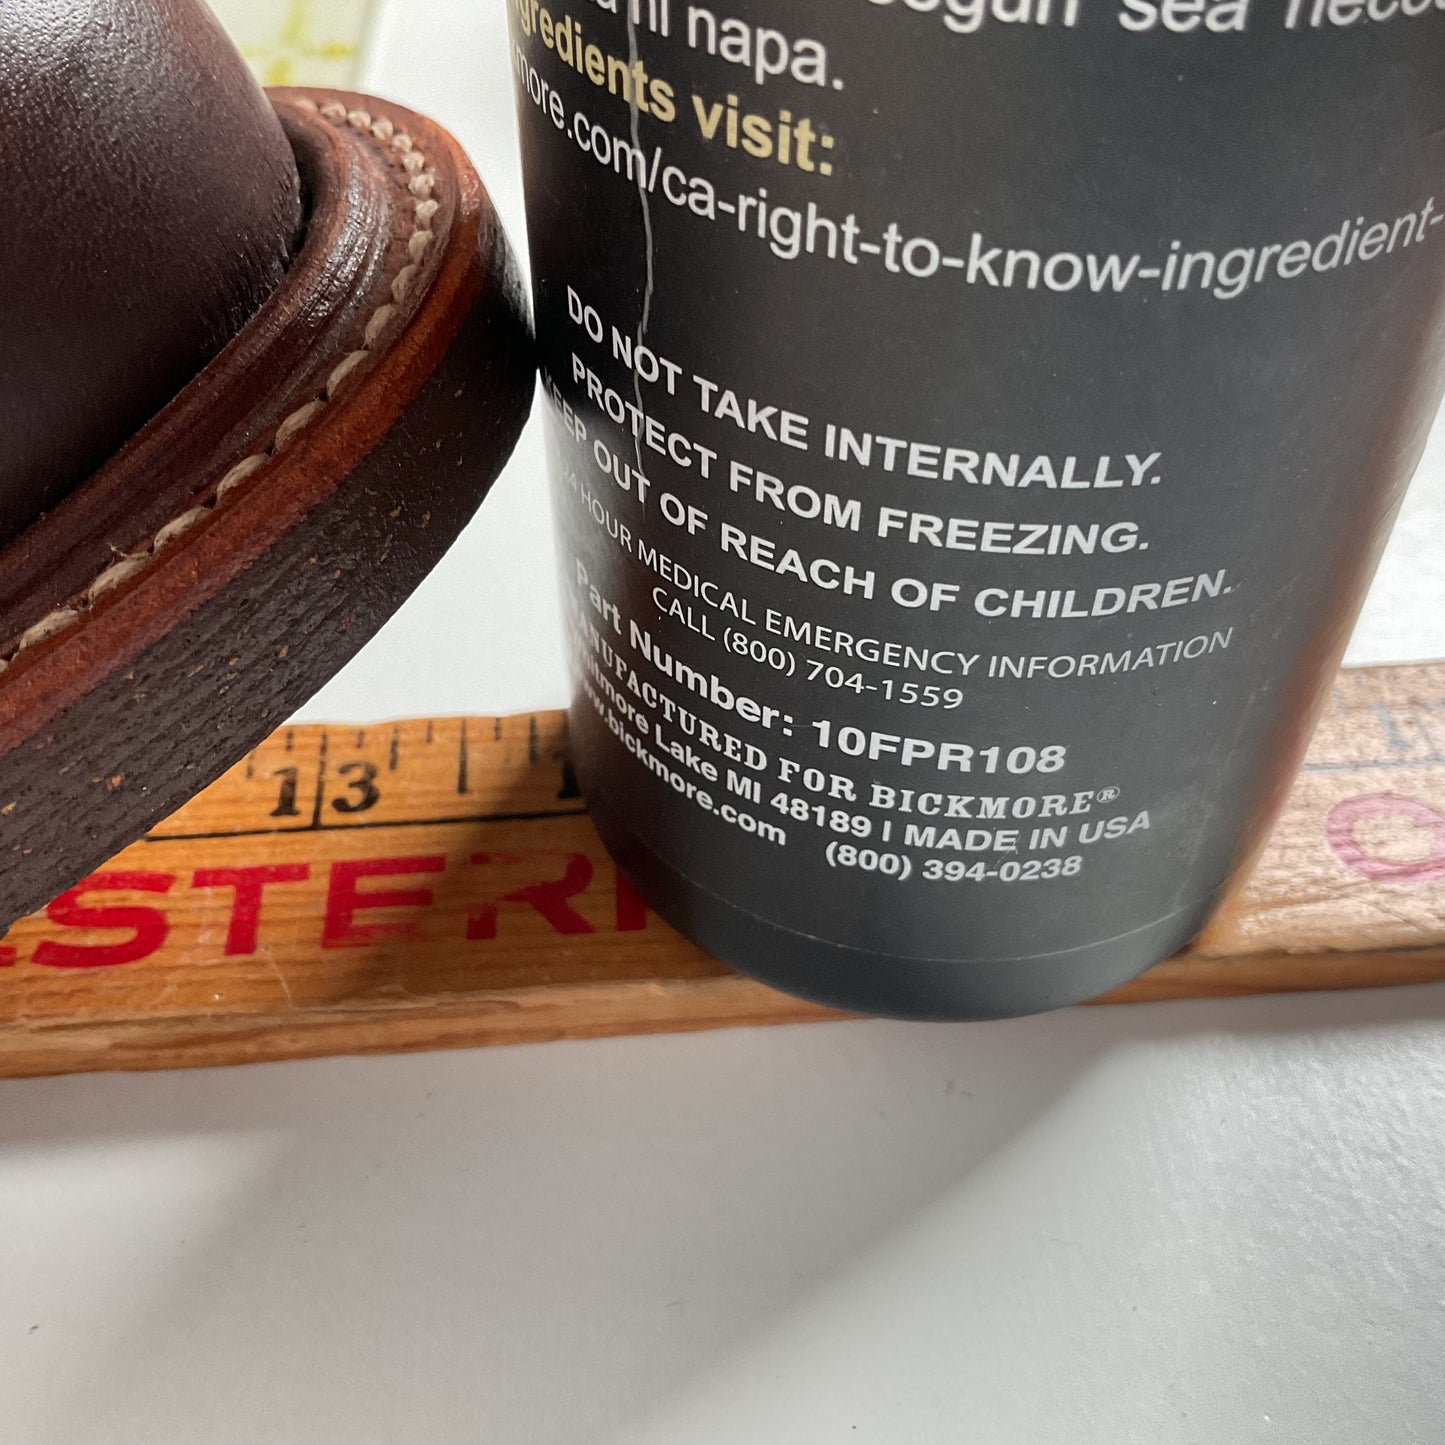 sea
napa.
ingredients visit:
more.com/ca-right-to-know-ingredient-
DO NOT TAKE INTERNALLY.
PROTECT FROM FREEZING.
KEEP OUT OF REACH OF CHILDREN.
24 HOUR MEDICAL EMERGENCY INFORMATION
CALL (800) 704-1559
Part Number: 10FPR108
MANUFACTURED FOR BICKMORE®
Whitmore Lake MI 48189 I MADE IN USA
www.bickmore.com (800) 394-0238
13
STER